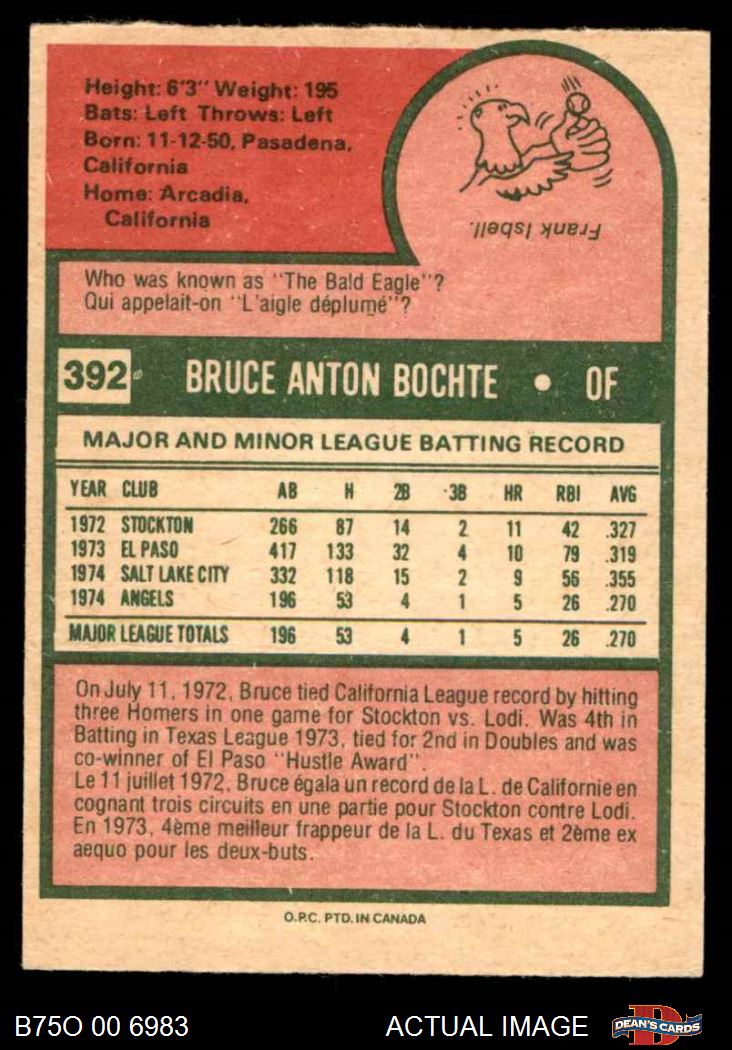 Height: 6'3" Weight: 195
Bats: Left Throws: Left
Born: 11-12-50, Pasadena,
California
Home: Arcadia,
California
Frank Isbell.
Who was known as "The Bald Eagle"?
Qui appelait-on "L'aigle déplumé"?
392
BRUCE ANTON BOCHTE • OF
MAJOR AND MINOR LEAGUE BATTING RECORD
YEAR CLUB AB H 2B 3B HR RBI AVG
1972 STOCKTON 266 87 14 2 11 42 .327
1973 EL PASO 417 133 32 4 10 79 .319
1974 SALT LAKE CITY 332 118 15 2 9 56 .355
1974 ANGELS 196 53 4 1 5 26 .270
MAJOR LEAGUE TOTALS 196 53 4 1 5 26 .270
On July 11, 1972, Bruce tied California League record by hitting
three Homers in one game for Stockton vs. Lodi. Was 4th in
Batting in Texas League 1973, tied for 2nd in Doubles and was
co-winner of El Paso "Hustle Award".
Le 11 juillet 1972, Bruce égala un record de la L. de Californie en
cognant trois circuits en une partie pour Stockton contre Lodi.
En 1973, 4ème meilleur frappeur de la L. du Texas et 2ème ex
aequo pour les deux-buts.
O.P.C. PTD. IN CANADA
B75O 00 6983
ACTUAL IMAGE
D
DEAN'S CARDS